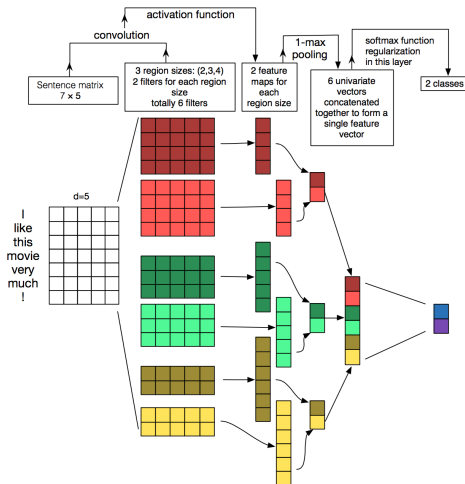 activation function
convolution
1-max
pooling
softmax function
regularization
in this layer
Sentence matrix
7 × 5
3 region sizes: (2,3,4)
2 filters for each region
size
totally 6 filters
2 feature
maps for
each
region size
6 univariate
vectors
concatenated
together to form a
single feature
vector
2 classes
d=5
I
like
this
movie
very
much
!